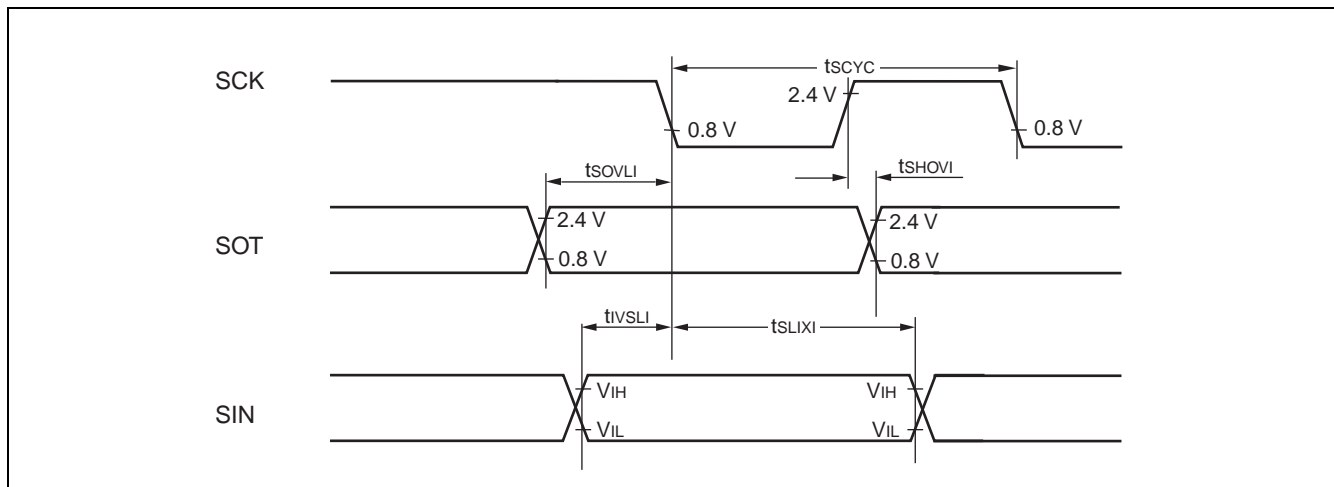 tSCYC
SCK
2.4 V
0.8 V
0.8 V
tSOVLI
tSHOVI
2.4 V
2.4 V
SOT
0.8 V
0.8 V
tIVSLI
tSLIXI
VIH
VIH
SIN
VIL
VIL